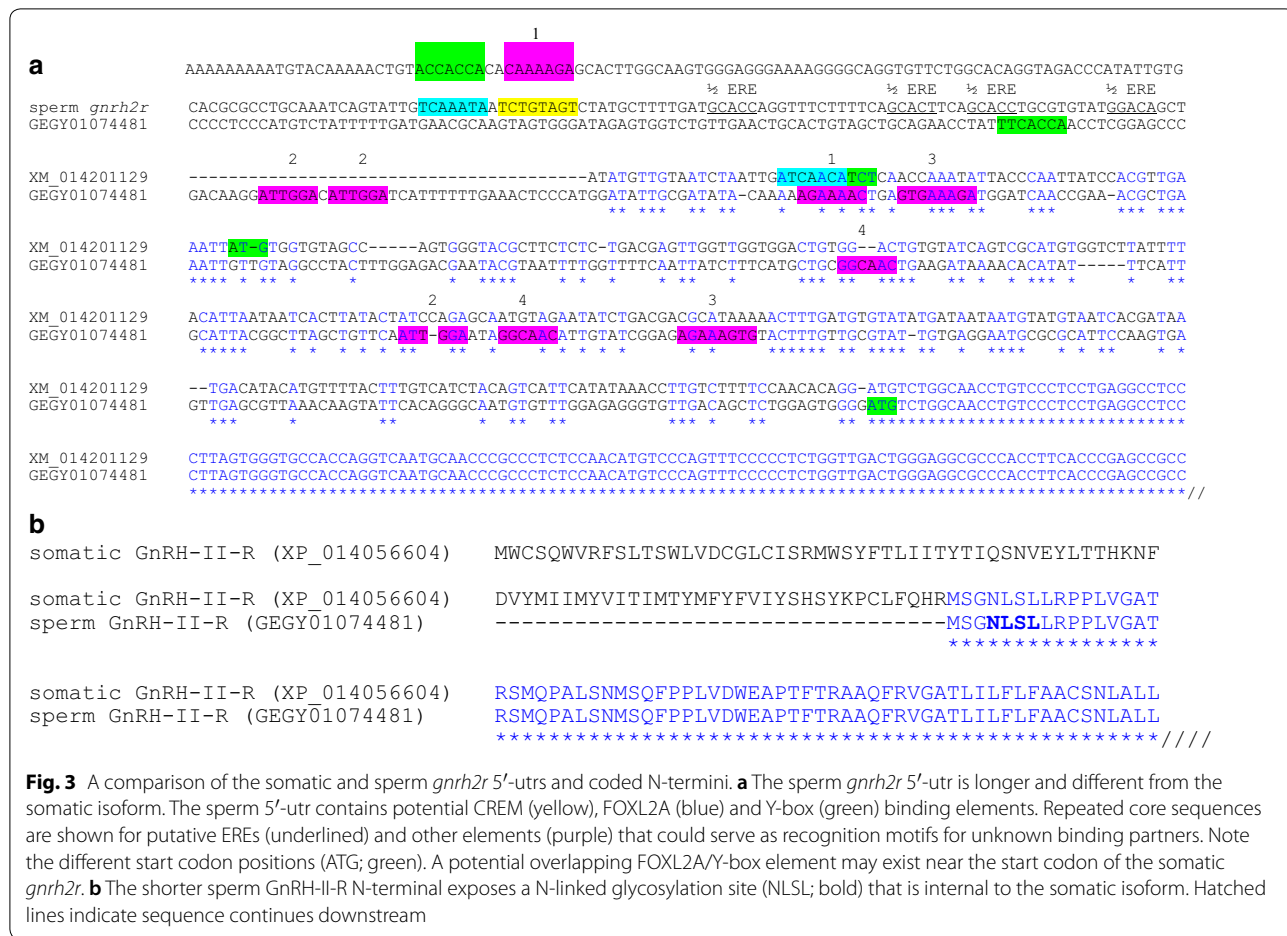 1
a AAAAAAAAATGTACAAAAACTGTACCACCACACAAAAGAGCACTTGGCAAGTGGGAGGGAAAAGGGGCAGGTGTTCTGGCACAGGTAGACCCATATTGTG
½ ERE ½ ERE ½ ERE ½ ERE
sperm gnrh2r CACGCGCCTGCAAATCAGTATTGTCAAATAATCTGTAGTCTATGCTTTTGATGCACCAGGTTTCTTTTCAGCACTTCAGCACCTGCGTGTATGGACAGCT
GEGY01074481 CCCCTCCCATGTCTATTTTTGATGAACGCAAGTAGTGGGATAGAGTGGTCTGTTGAACTGCACTGTAGCTGCAGAACCTATTTCACCAACCTCGGAGCCC
2 2 1 3
XM_014201129 ----------------------------------------ATATGTTGTAATCTAATTGATCAACATCTCAACCAAATATTACCCAATTATCCACGTTGA
GEGY01074481 GACAAGGATTGGACATTGGATCATTTTTTGAAACTCCCATGGATATTGCGATATA-CAAAAAGAAAACTGAGTGAAAGATGGATCAACCGAA-ACGCTGA
** *** ** * * * ** * * *** ** *** ** ***
4
XM_014201129 AATTAT-GTGGTGTAGCC-----AGTGGGTACGCTTCTCTC-TGACGAGTTGGTTGGTGGACTGTGG--ACTGTGTATCAGTCGCATGTGGTCTTATTTT
GEGY01074481 AATTGTTGTAGGCCTACTTTGGAGACGAATACGTAATTTTGGTTTTCAATTATCTTTCATGCTGCGGCAACTGAAGATAAAACACATAT-----TTCATT
**** * ** * * *** * * * ** *** ** *** ** * * *** * ** **
2 4 3
XM_014201129 ACATTAATAATCACTTATACTATCCAGAGCAATGTAGAATATCTGACGACGCATAAAAACTTTGATGTGTATATGATAATAATGTATGTAATCACGATAA
GEGY01074481 GCATTACGGCTTAGCTGTTCAATT-GGAATAGGCAACATTGTATCGGAGAGAAAGTGTACTTTGTTGCGTAT-TGTGAGGAATGCGCGCATTCCAAGTGA
***** * * * * * ** ** * * * * * * * ****** ** **** ** * **** * ** * * *
XM_014201129 --TGACATACATGTTTTACTTTGTCATCTACAGTCATTCATATAAACCTTGTCTTTTCCAACACAGG-ATGTCTGGCAACCTGTCCCTCCTGAGGCCTCC
GEGY01074481 GTTGAGCGTTAAACAAGTATTCACAGGGCAATGTGTTTGGAGAGGGTGTTGACAGCTCTGGAGTGGGGATGTCTGGCAACCTGTCCCTCCTGAGGCCTCC
*** * ** * * ** ** *** * ** ** ********************************
XM_014201129 CTTAGTGGGTGCCACCAGGTCAATGCAACCCGCCCTCTCCAACATGTCCCAGTTTCCCCCTCTGGTTGACTGGGAGGCGCCCACCTTCACCCGAGCCGCC
GEGY01074481 CTTAGTGGGTGCCACCAGGTCAATGCAACCCGCCCTCTCCAACATGTCCCAGTTTCCCCCTCTGGTTGACTGGGAGGCGCCCACCTTCACCCGAGCCGCC
****************************************************************************************************//
b
somatic GnRH-II-R (XP_014056604) MWCSQWVRFSLTSWLVDCGLCISRMWSYFTLIITYTIQSNVEYLTTHKNF
somatic GnRH-II-R (XP_014056604) DVYMIIMYVITIMTYMFYFVIYSHSYKPCLFQHRMSGNLSLLRPPLVGAT
sperm GnRH-II-R (GEGY01074481) ----------------------------------MSGNLSLLRPPLVGAT
****************
somatic GnRH-II-R (XP_014056604) RSMQPALSNMSQFPPLVDWEAPTFTRAAQFRVGATLILFLFAACSNLALL
sperm GnRH-II-R (GEGY01074481) RSMQPALSNMSQFPPLVDWEAPTFTRAAQFRVGATLILFLFAACSNLALL
**************************************************////
Fig. 3 A comparison of the somatic and sperm gnrh2r 5′-utrs and coded N-termini. a The sperm gnrh2r 5′-utr is longer and different from the
somatic isoform. The sperm 5′-utr contains potential CREM (yellow), FOXL2A (blue) and Y-box (green) binding elements. Repeated core sequences
are shown for putative EREs (underlined) and other elements (purple) that could serve as recognition motifs for unknown binding partners. Note
the different start codon positions (ATG; green). A potential overlapping FOXL2A/Y-box element may exist near the start codon of the somatic
gnrh2r. b The shorter sperm GnRH-II-R N-terminal exposes a N-linked glycosylation site (NLSL; bold) that is internal to the somatic isoform. Hatched
lines indicate sequence continues downstream